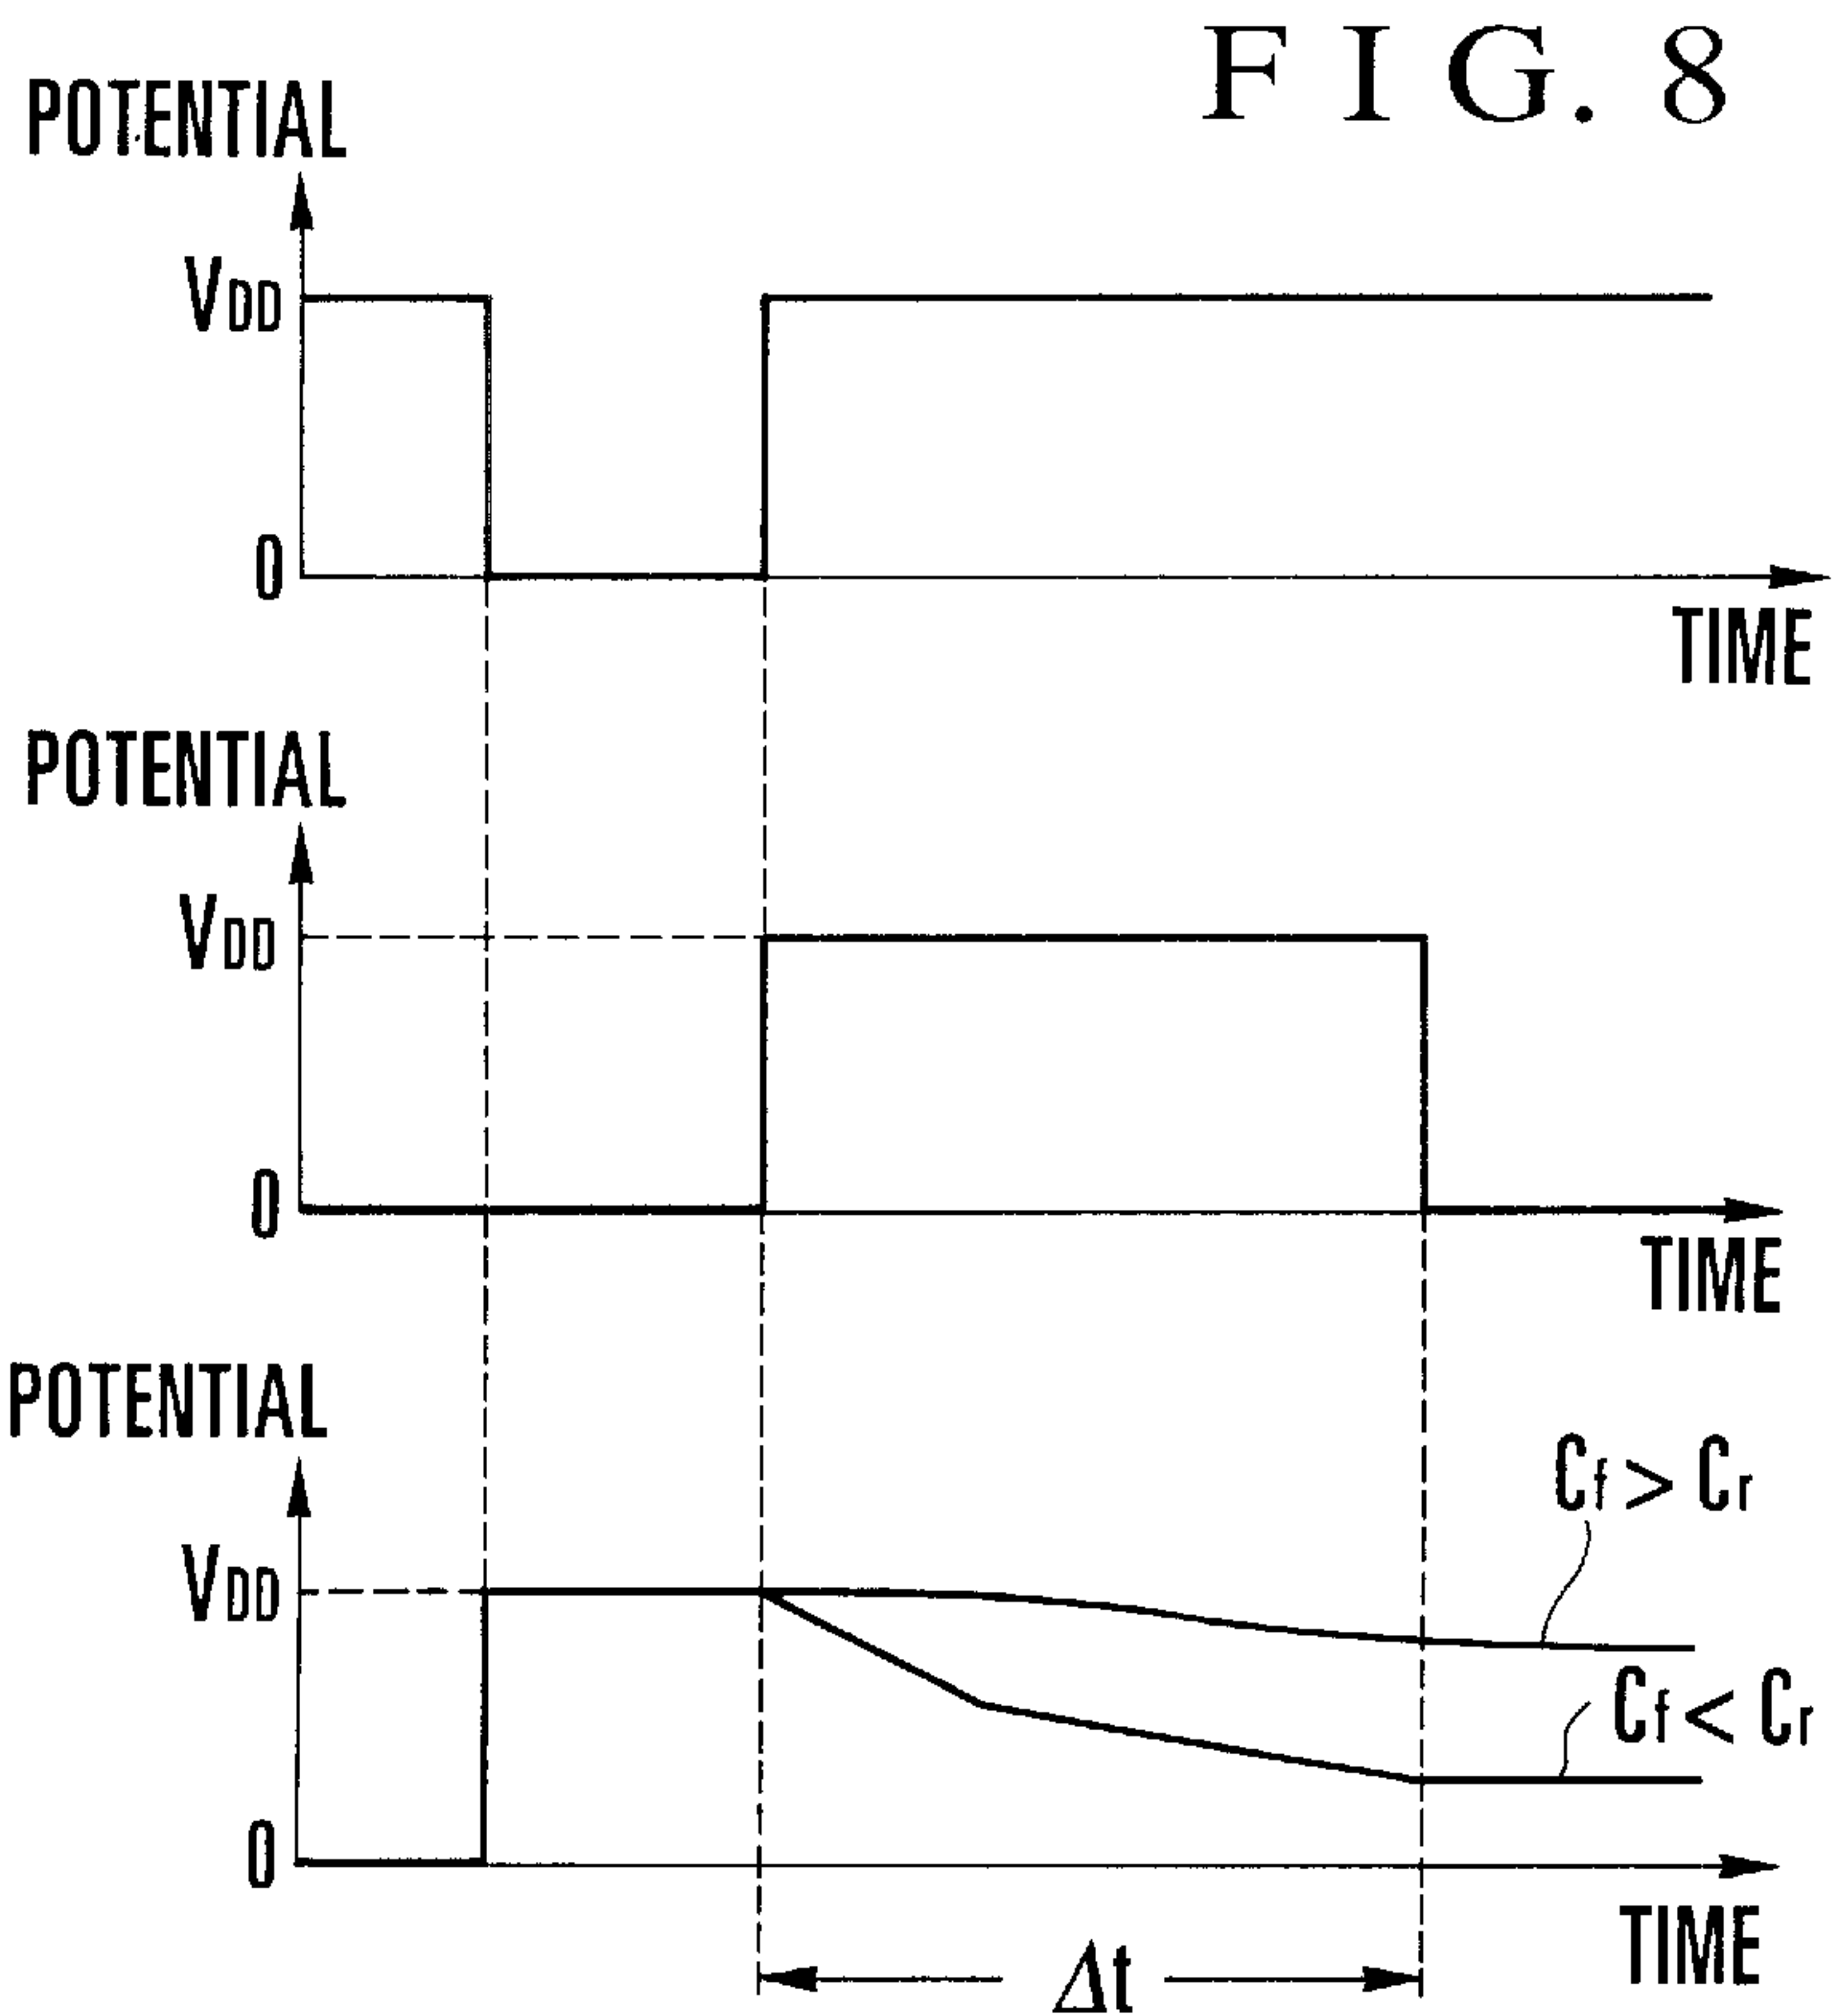 FIG. 8
POTENTIAL
VDD
0
TIME
POTENTIAL
VDD
0
TIME
POTENTIAL
Cf > Cr
VDD
Cf < Cr
0
TIME
Δt